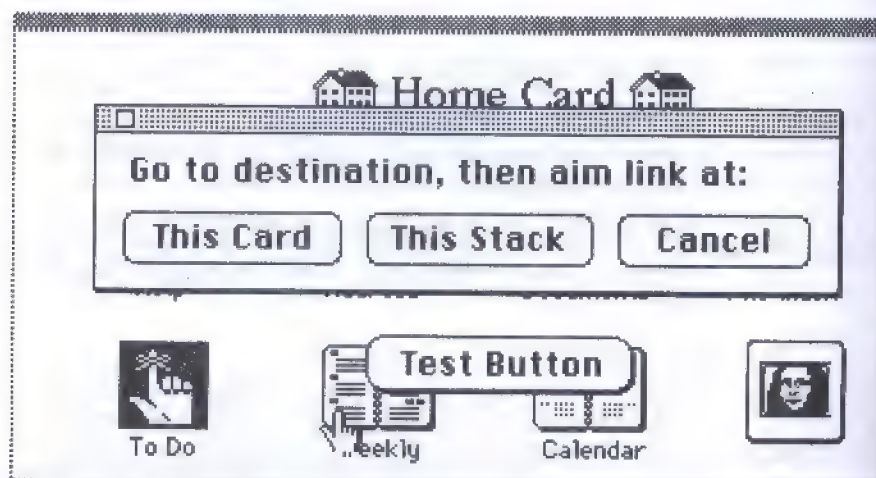 Home Card
Go to destination, then aim link at:
This Card This Stack Cancel
Test Button
To Do Calendar